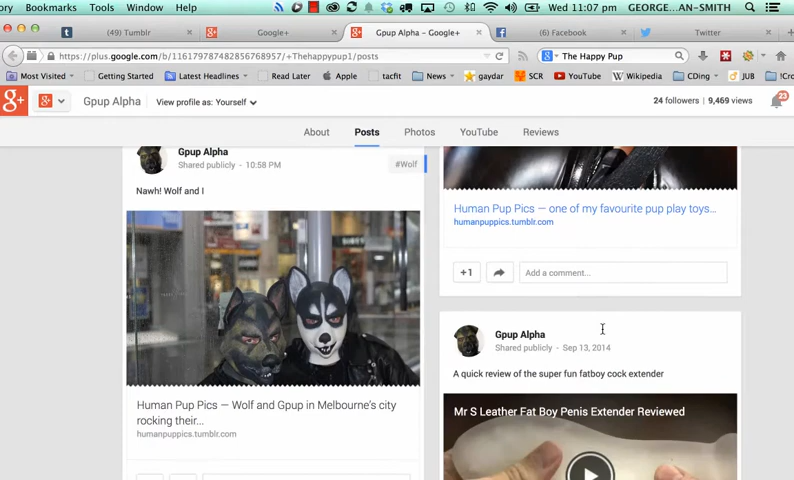 ory Bookmarks Tools Window Help Wed 11:07 pm GEORGE...AN-SMITH
(49) Tumblr Google+ Gpup Alpha - Google+ (6) Facebook Twitter
https://plus.google.com/b/116179787482856768957/+Thehappypup1/posts The Happy Pup
Most Visited Getting Started Latest Headlines Read Later Apple tacfit News gaydar SCR YouTube Wikipedia CDing JUB !Cro
Gpup Alpha View profile as: Yourself 24 followers | 9,469 views 23
About Posts Photos YouTube Reviews
Gpup Alpha
Shared publicly - 10:58 PM
#Wolf
Nawh! Wolf and I
Human Pup Pics — Wolf and Gpup in Melbourne's city
rocking their...
humanpuppics.tumblr.com
Human Pup Pics — one of my favourite pup play toys...
humanpuppics.tumblr.com
+1 Add a comment...
Gpup Alpha
Shared publicly - Sep 13, 2014
A quick review of the super fun fatboy cock extender
Mr S Leather Fat Boy Penis Extender Reviewed